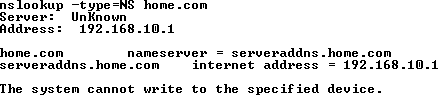 nslookup -type=NS home.com
Server:  UnKnown
Address:  192.168.10.1
home.com        nameserver = serveraddns.home.com
serveraddns.home.com    internet address = 192.168.10.1
The system cannot write to the specified device.